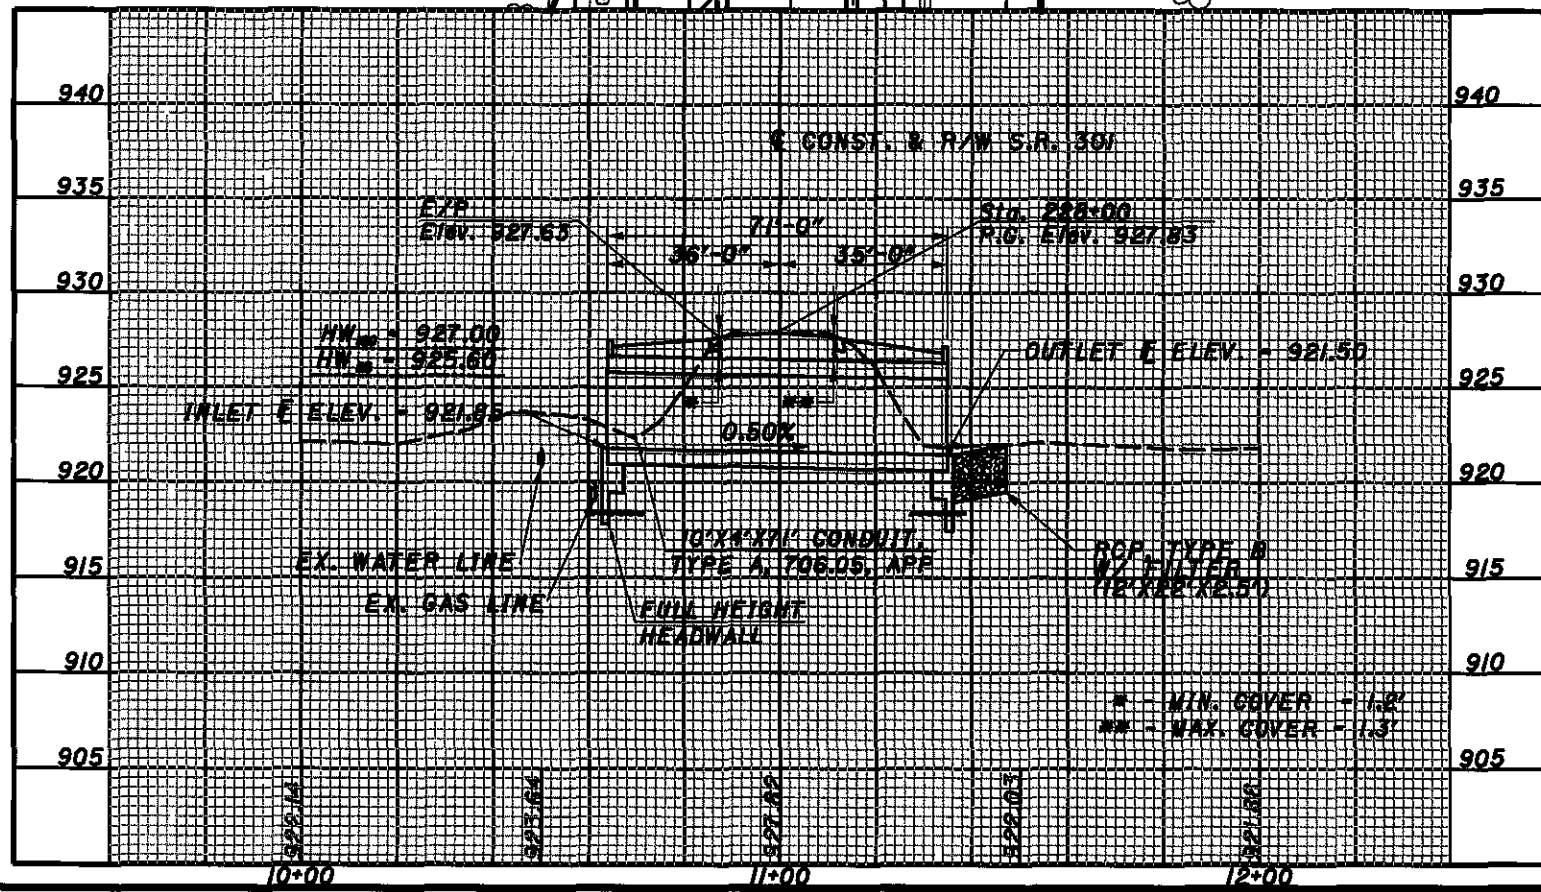 940 940
℄ CONST. & R/W S.R. 301
935 935
E/P
Elev. 927.63
71'-0"
Sta. 228+00
P.G. Elev. 927.83
36'-0" 35'-0"
930 930
HW - 927.00
HW - 925.60
OUTLET ℄ ELEV. - 921.50
925 925
INLET ℄ ELEV. - 921.85
* **
0.50%
920 920
10'X4'X71' CONDUIT,
TYPE A, 706.05, APP
EX. WATER LINE
RCP, TYPE B
W/ FILTER
(12'X22'X2.5')
915 915
EX. GAS LINE
FULL HEIGHT
HEADWALL
910 910
* - MIN. COVER - 1.2'
** - MAX. COVER - 1.3'
905 905
922.14 923.64 927.82 922.03
10+00 11+00 12+00